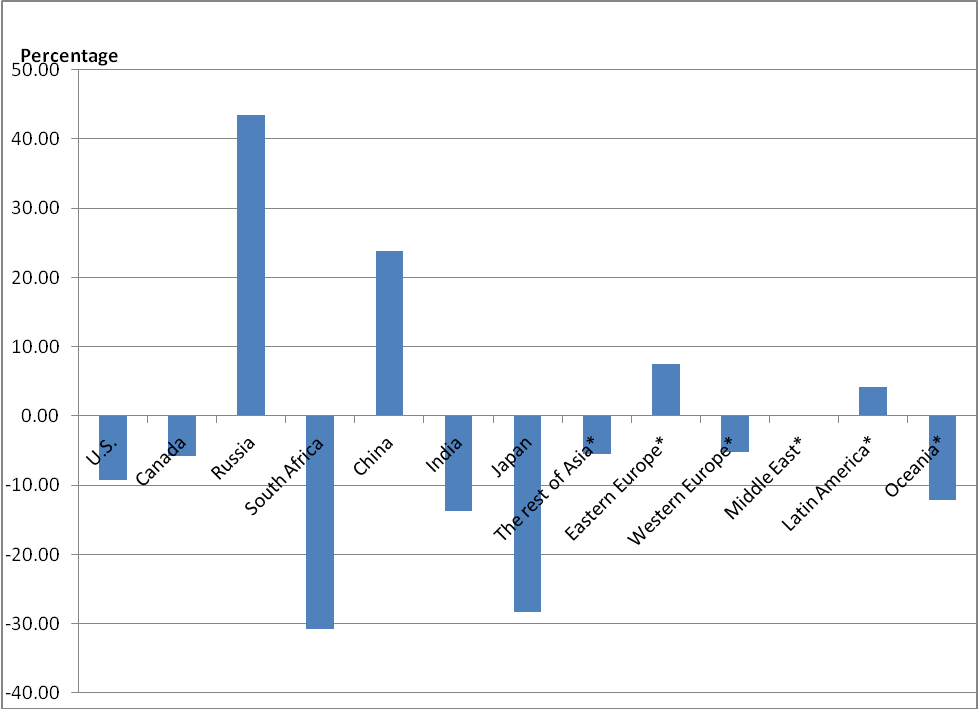 Percentage
50.00
40.00
30.00
20.00
10.00
0.00
-10.00
-20.00
-30.00
-40.00
U.S.
Canada
Russia
South Africa
China
India
Japan
The rest of Asia*
Eastern Europe*
Western Europe*
Middle East*
Latin America*
Oceania*